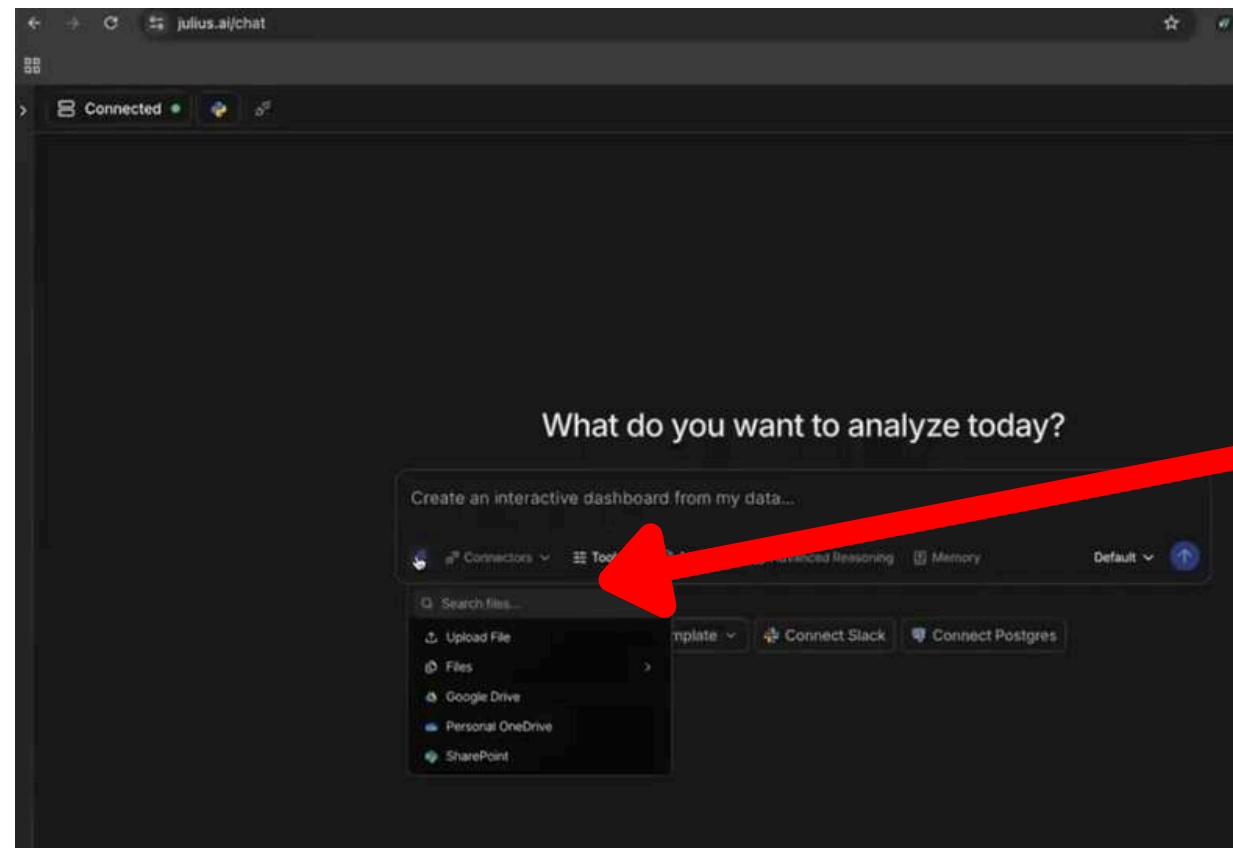 julius.ai/chat
Connected
What do you want to analyze today?
Create an interactive dashboard from my data...
Connectors
Reasoning
Memory
Default
Search files...
Upload File
Connect Slack
Connect Postgres
Files
Google Drive
Personal OneDrive
SharePoint